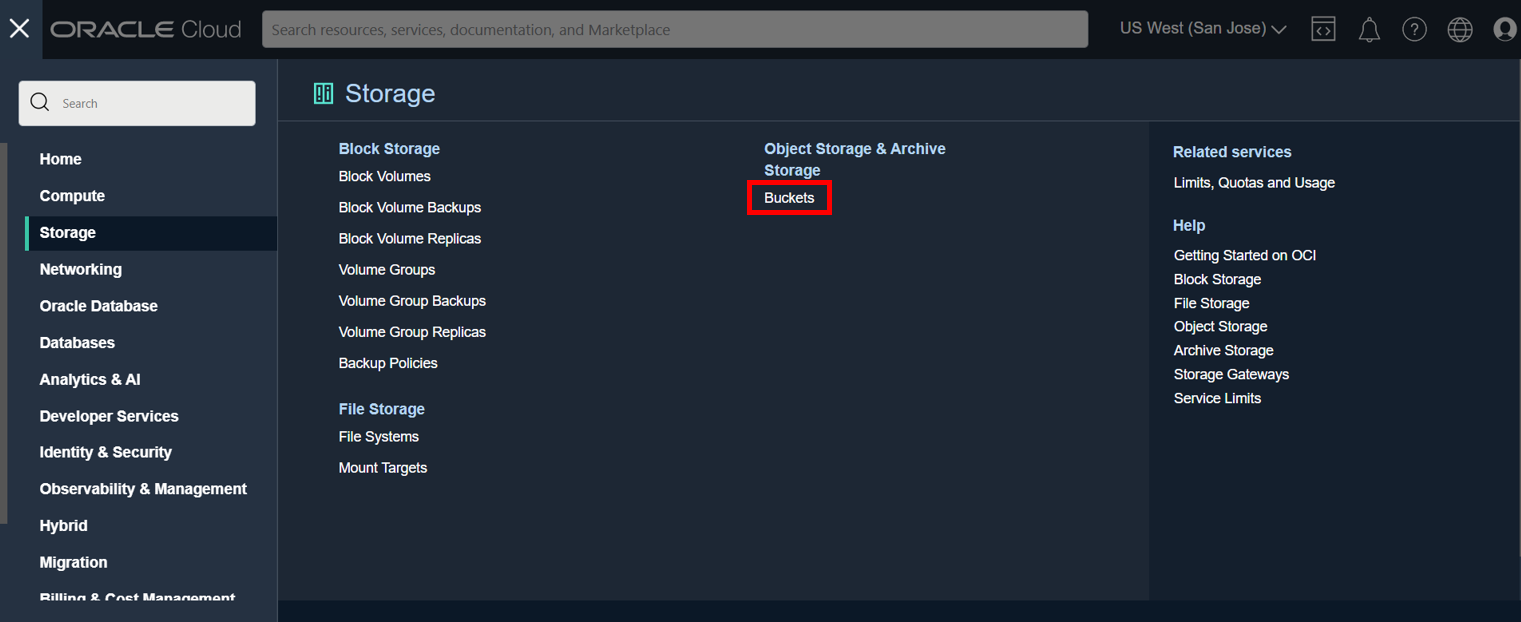 ORACLE Cloud
Search resources, services, documentation, and Marketplace
US West (San Jose)
Search
Home
Compute
Storage
Networking
Oracle Database
Databases
Analytics & AI
Developer Services
Identity & Security
Observability & Management
Hybrid
Migration
Billing & Cost Management
Storage
Block Storage
Block Volumes
Block Volume Backups
Block Volume Replicas
Volume Groups
Volume Group Backups
Volume Group Replicas
Backup Policies
File Storage
File Systems
Mount Targets
Object Storage & Archive
Storage
Buckets
Related services
Limits, Quotas and Usage
Help
Getting Started on OCI
Block Storage
File Storage
Object Storage
Archive Storage
Storage Gateways
Service Limits